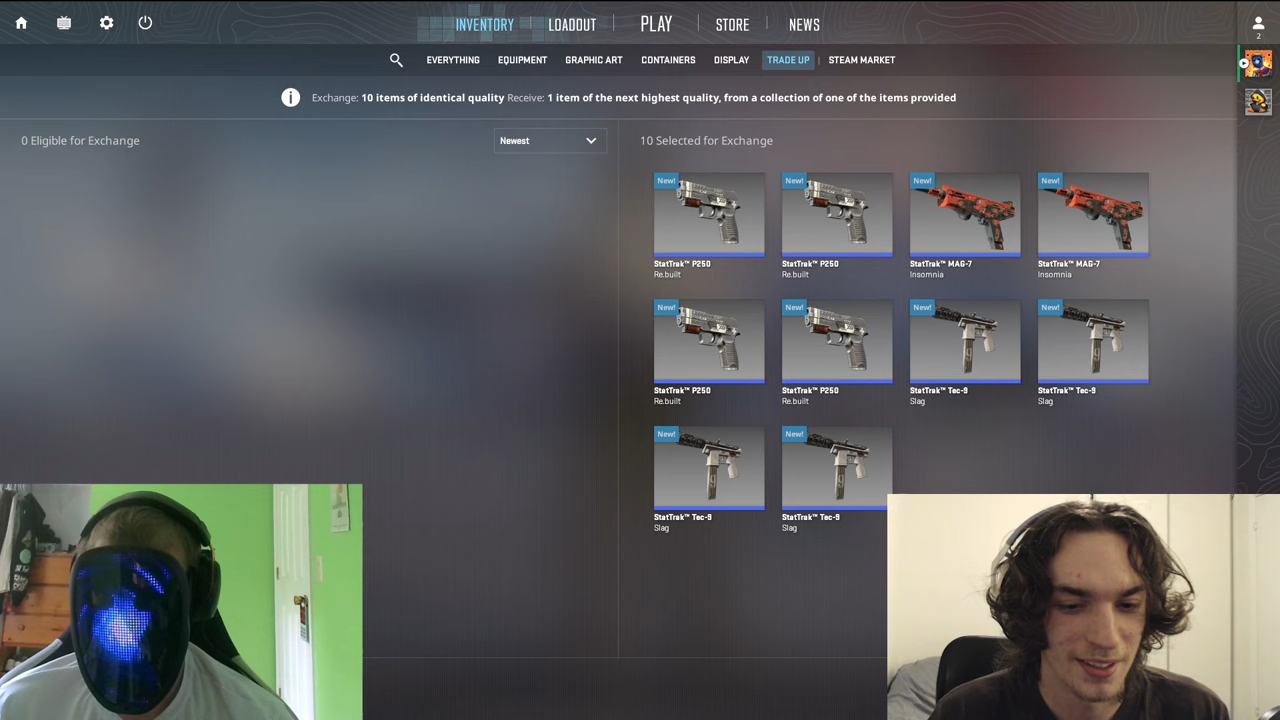 INVENTORY
LOADOUT
PLAY
STORE
NEWS
2
EVERYTHING
EQUIPMENT
GRAPHIC ART
CONTAINERS
DISPLAY
TRADE UP
STEAM MARKET
i Exchange: 10 items of identical quality Receive: 1 item of the next highest quality, from a collection of one of the items provided
0 Eligible for Exchange
Newest
10 Selected for Exchange
New!
New!
New!
New!
StatTrak™ P250
Re.built
StatTrak™ P250
Re.built
StatTrak™ MAG-7
Insomnia
StatTrak™ MAG-7
Insomnia
New!
New!
New!
New!
StatTrak™ P250
Re.built
StatTrak™ P250
Re.built
StatTrak™ Tec-9
Slag
StatTrak™ Tec-9
Slag
New!
New!
StatTrak™ Tec-9
Slag
StatTrak™ Tec-9
Slag